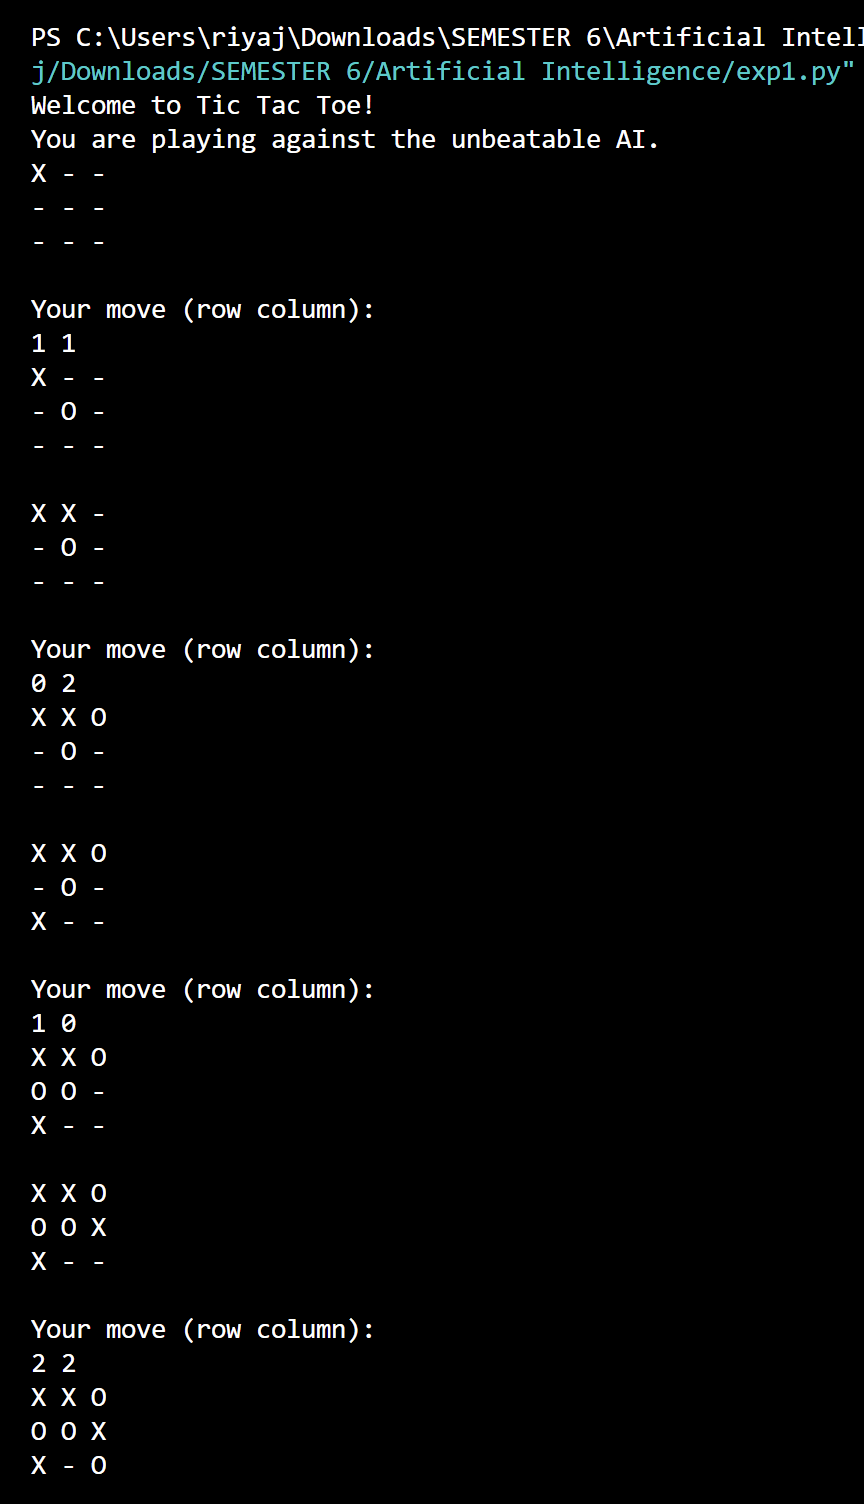 PS C:\Users\riyaj\Downloads\SEMESTER 6\Artificial Intell
j/Downloads/SEMESTER 6/Artificial Intelligence/exp1.py"
Welcome to Tic Tac Toe!
You are playing against the unbeatable AI.
X - -
- - -
- - -

Your move (row column):
1 1
X - -
- O -
- - -

X X -
- O -
- - -

Your move (row column):
0 2
X X O
- O -
- - -

X X O
- O -
X - -

Your move (row column):
1 0
X X O
O O -
X - -

X X O
O O X
X - -

Your move (row column):
2 2
X X O
O O X
X - O